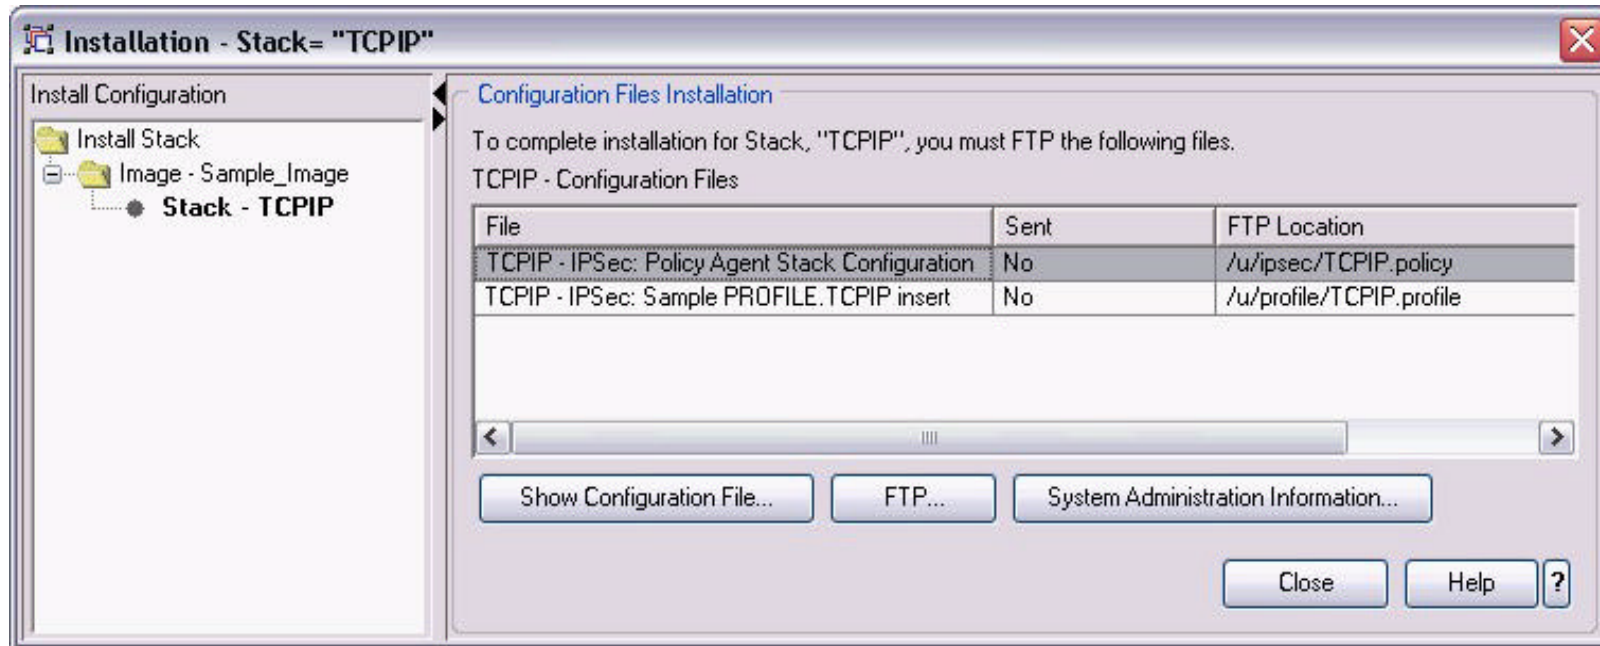 Installation - Stack= "TCPIP"
Install Configuration
Install Stack
Image - Sample_Image
Stack - TCPIP
Configuration Files Installation
To complete installation for Stack, "TCPIP", you must FTP the following files.
TCPIP - Configuration Files
File Sent FTP Location
TCPIP - IPSec: Policy Agent Stack Configuration No /u/ipsec/TCPIP.policy
TCPIP - IPSec: Sample PROFILE.TCPIP insert No /u/profile/TCPIP.profile
Show Configuration File... FTP... System Administration Information...
Close Help ?